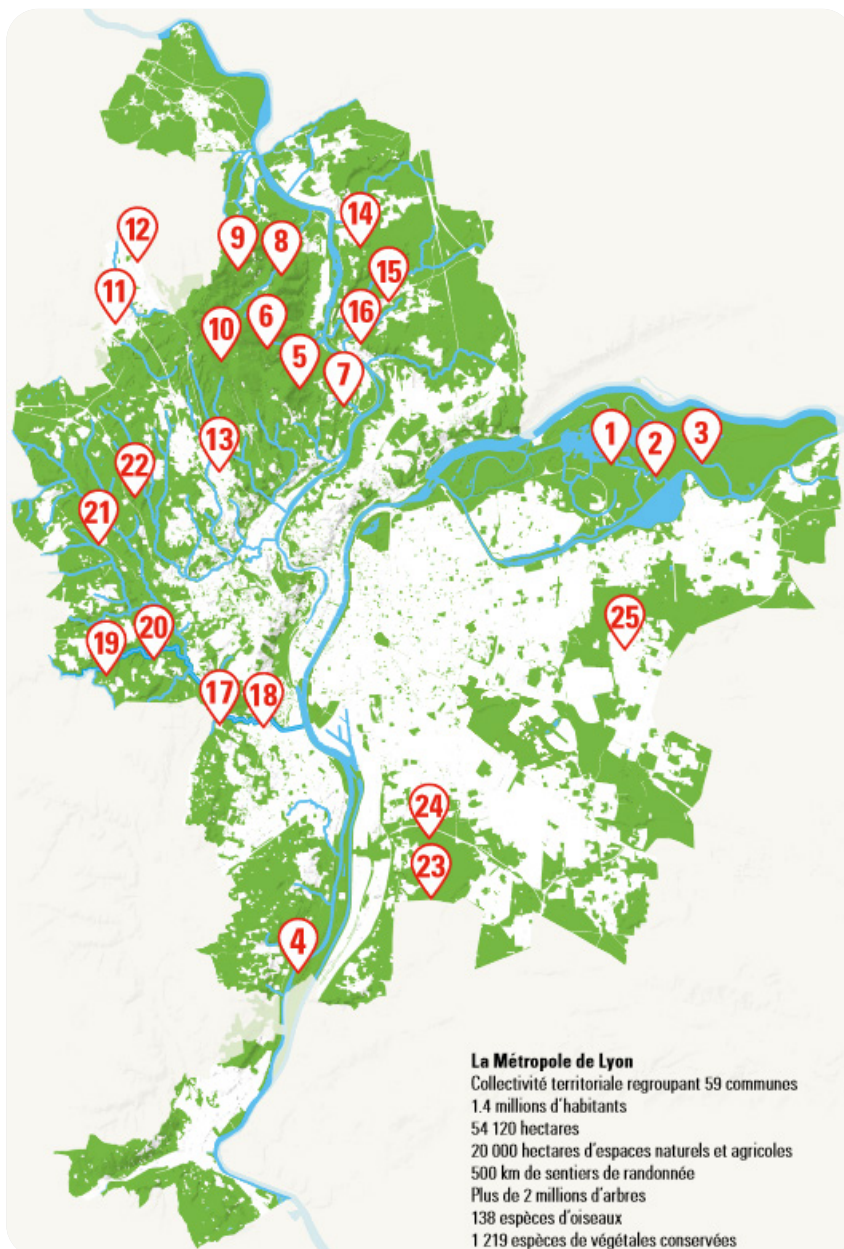 12
14
9
8
15
11
16
6
10
5
7
13
1
2
3
22
21
25
20
19
17
18
24
23
4
La Métropole de Lyon
Collectivité territoriale regroupant 59 communes
1.4 millions d'habitants
54 120 hectares
20 000 hectares d'espaces naturels et agricoles
500 km de sentiers de randonnée
Plus de 2 millions d'arbres
138 espèces d'oiseaux
1 219 espèces de végétales conservées